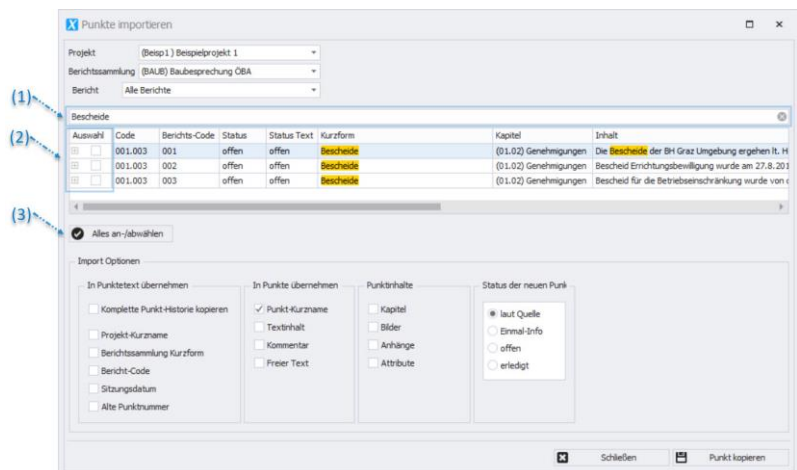 Punkte importieren
Projekt (Beisp1 ) Beispielprojekt 1
Berichtssammlung (BAUB) Baubesprechung ÖBA
Bericht Alle Berichte
(1)
Bescheide
(2)
Auswahl Code Berichts-Code Status Status Text Kurzform Kapitel Inhalt
001.003 001 offen offen Bescheide (01.02) Genehmigungen Die Bescheide der BH Graz Umgebung ergehen lt. H
001.003 002 offen offen Bescheide (01.02) Genehmigungen Bescheid Errichtungsbewilligung wurde am 27.8.201
001.003 003 offen offen Bescheide (01.02) Genehmigungen Bescheid für die Betriebseinschränkung wurde von
(3)
Alles an-/abwählen
Import Optionen
In Punktetext übernehmen In Punkte übernehmen Punktinhalte Status der neuen Punk
Komplette Punkt-Historie kopieren Punkt-Kurzname Kapitel laut Quelle
Projekt-Kurzname Textinhalt Bilder Einmal-Info
Berichtssammlung Kurzform Kommentar Anhänge offen
Bericht-Code Freier Text Attribute erledigt
Sitzungsdatum
Alte Punktnummer
Schließen Punkt kopieren